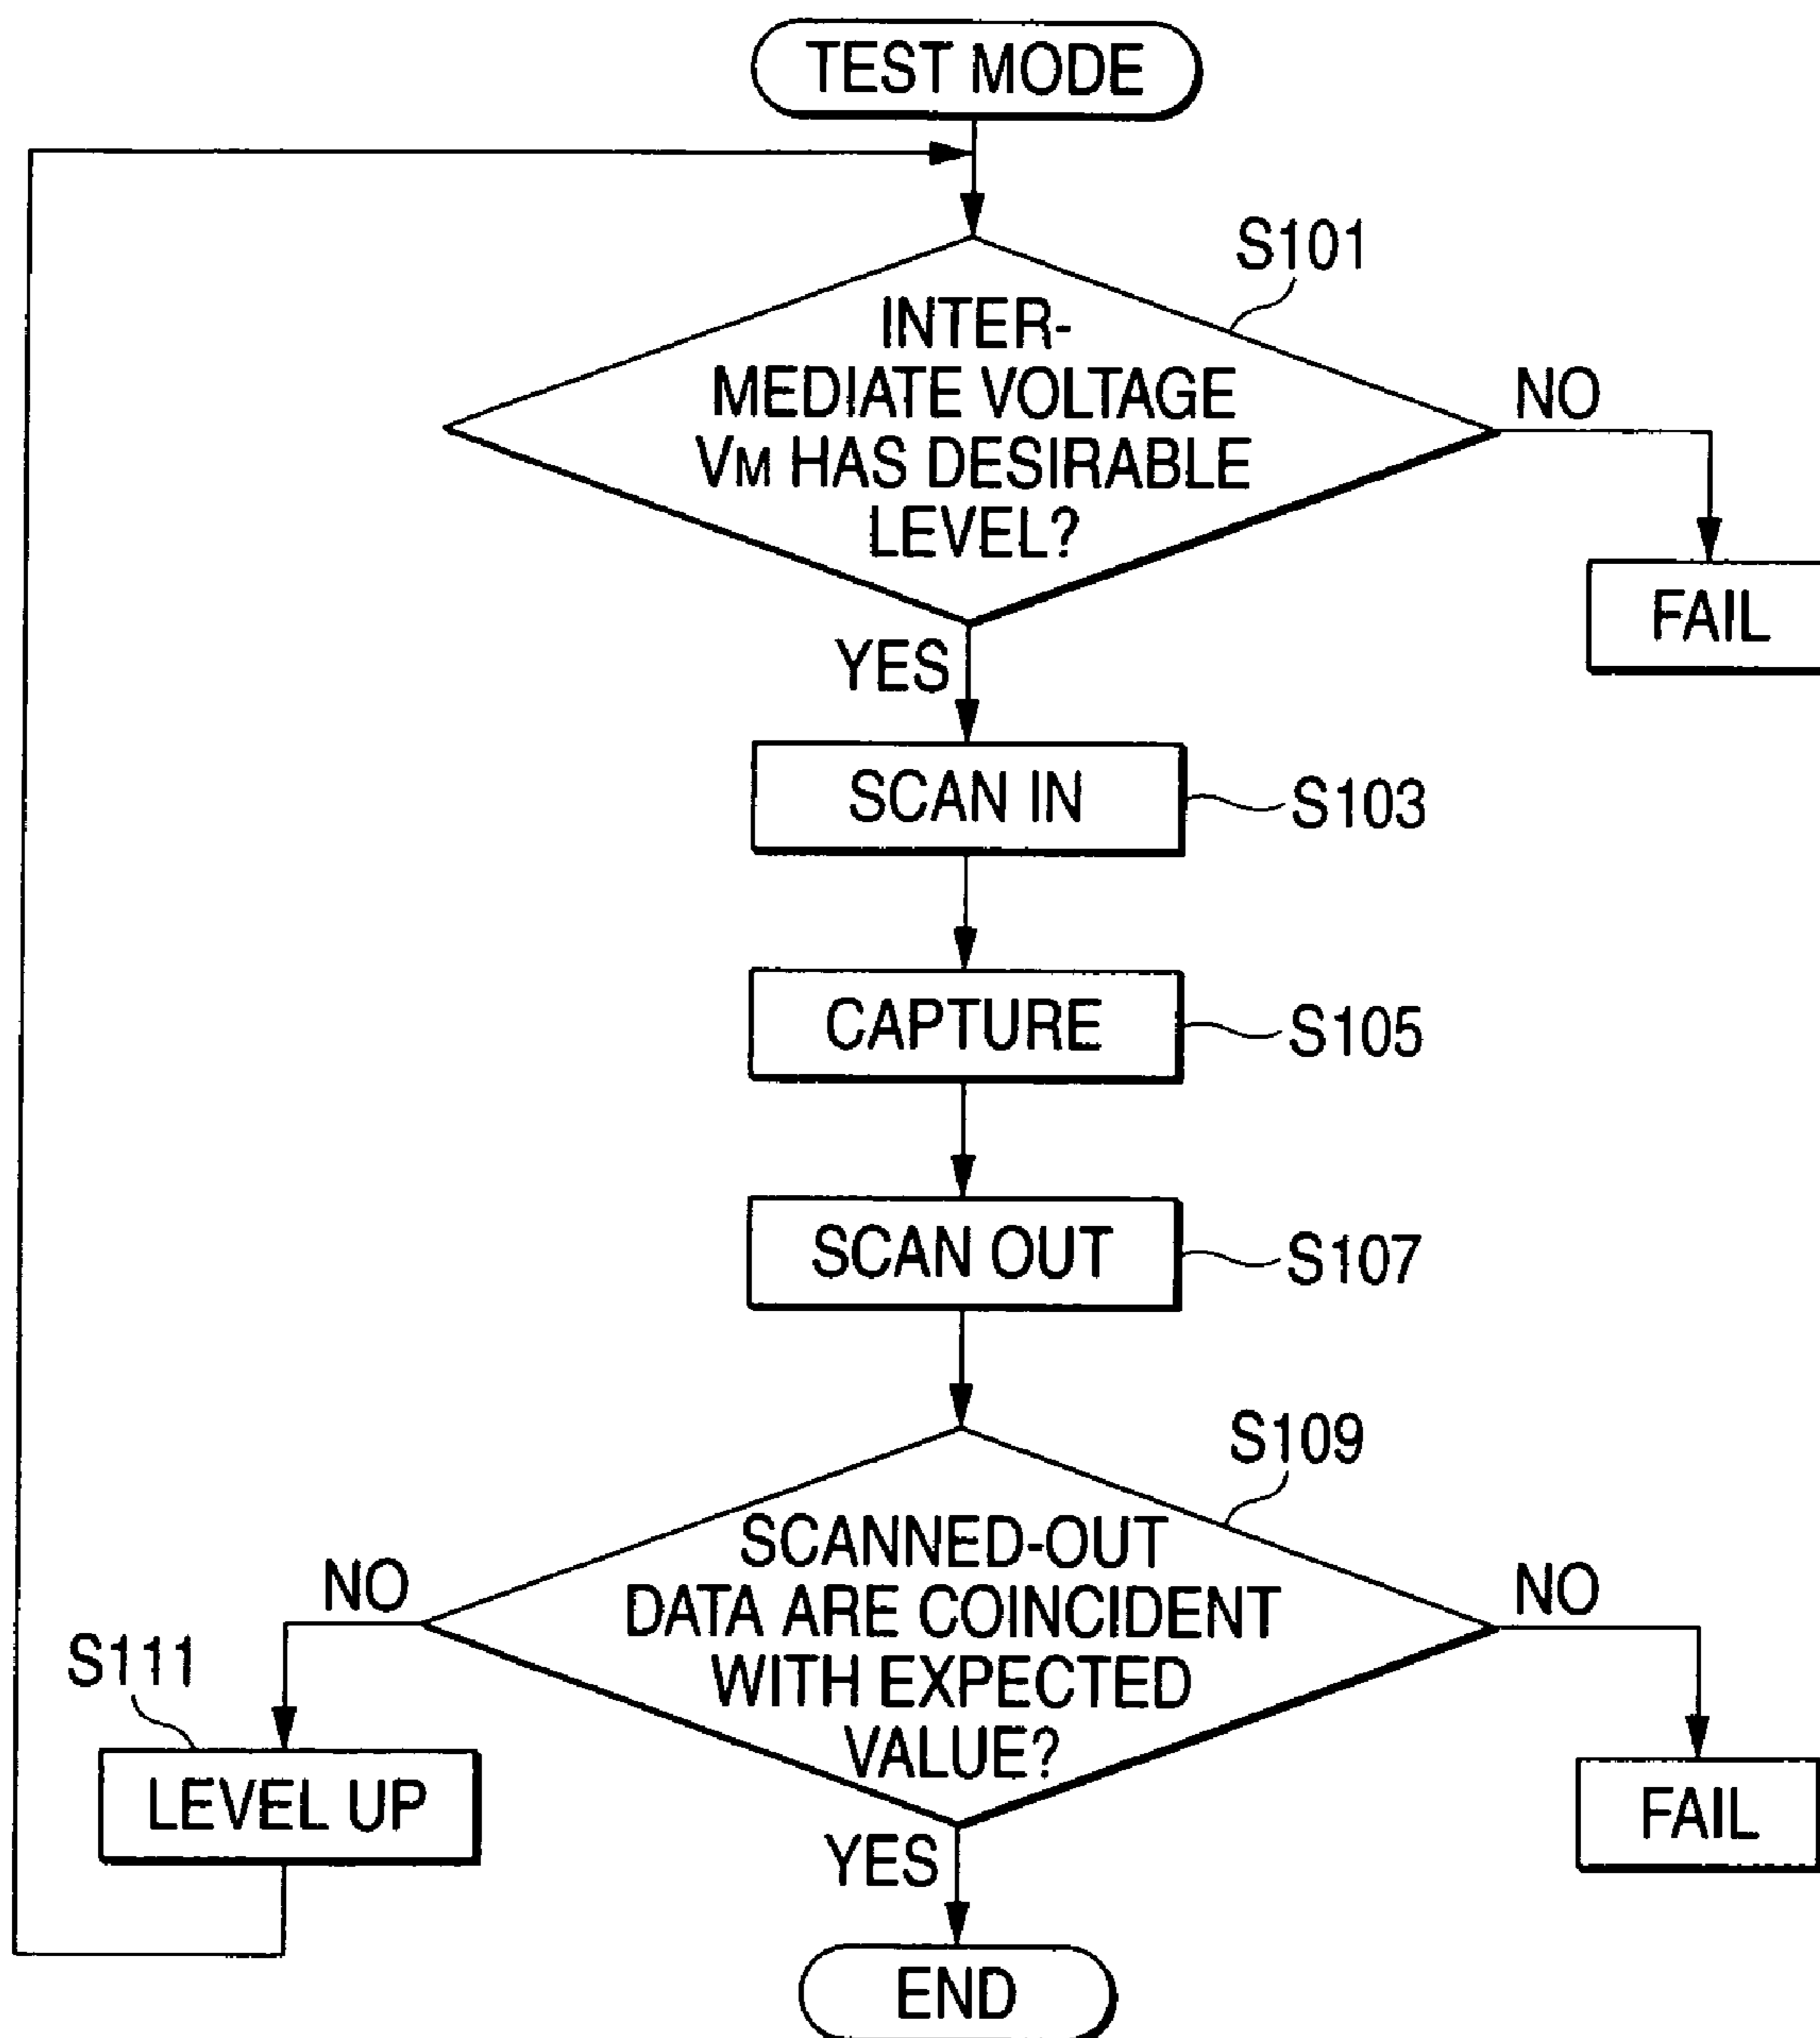 TEST MODE
S101
INTER-
MEDIATE VOLTAGE
VM HAS DESIRABLE
LEVEL?
NO
FAIL
YES
SCAN IN
S103
CAPTURE
S105
SCAN OUT
S107
S109
SCANNED-OUT
DATA ARE COINCIDENT
WITH EXPECTED
VALUE?
NO
NO
S111
LEVEL UP
FAIL
YES
END